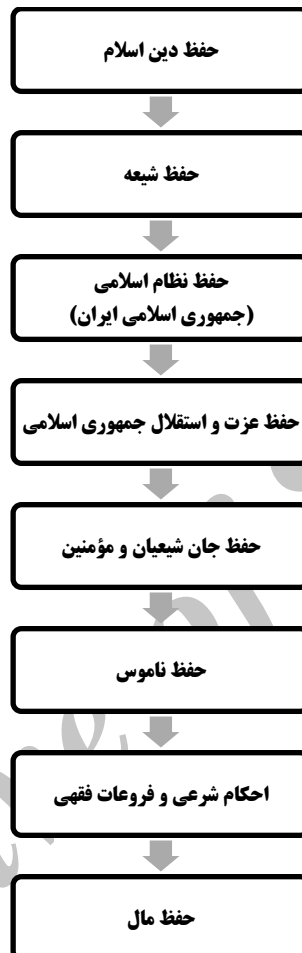 حفظ دین اسلام
حفظ شیعه
حفظ نظام اسلامی
(جمهوری اسلامی ایران)
حفظ عزت و استقلال جمهوری اسلامی
حفظ جان شیعیان و مؤمنین
حفظ ناموس
احکام شرعی و فروعات فقهی
حفظ مال